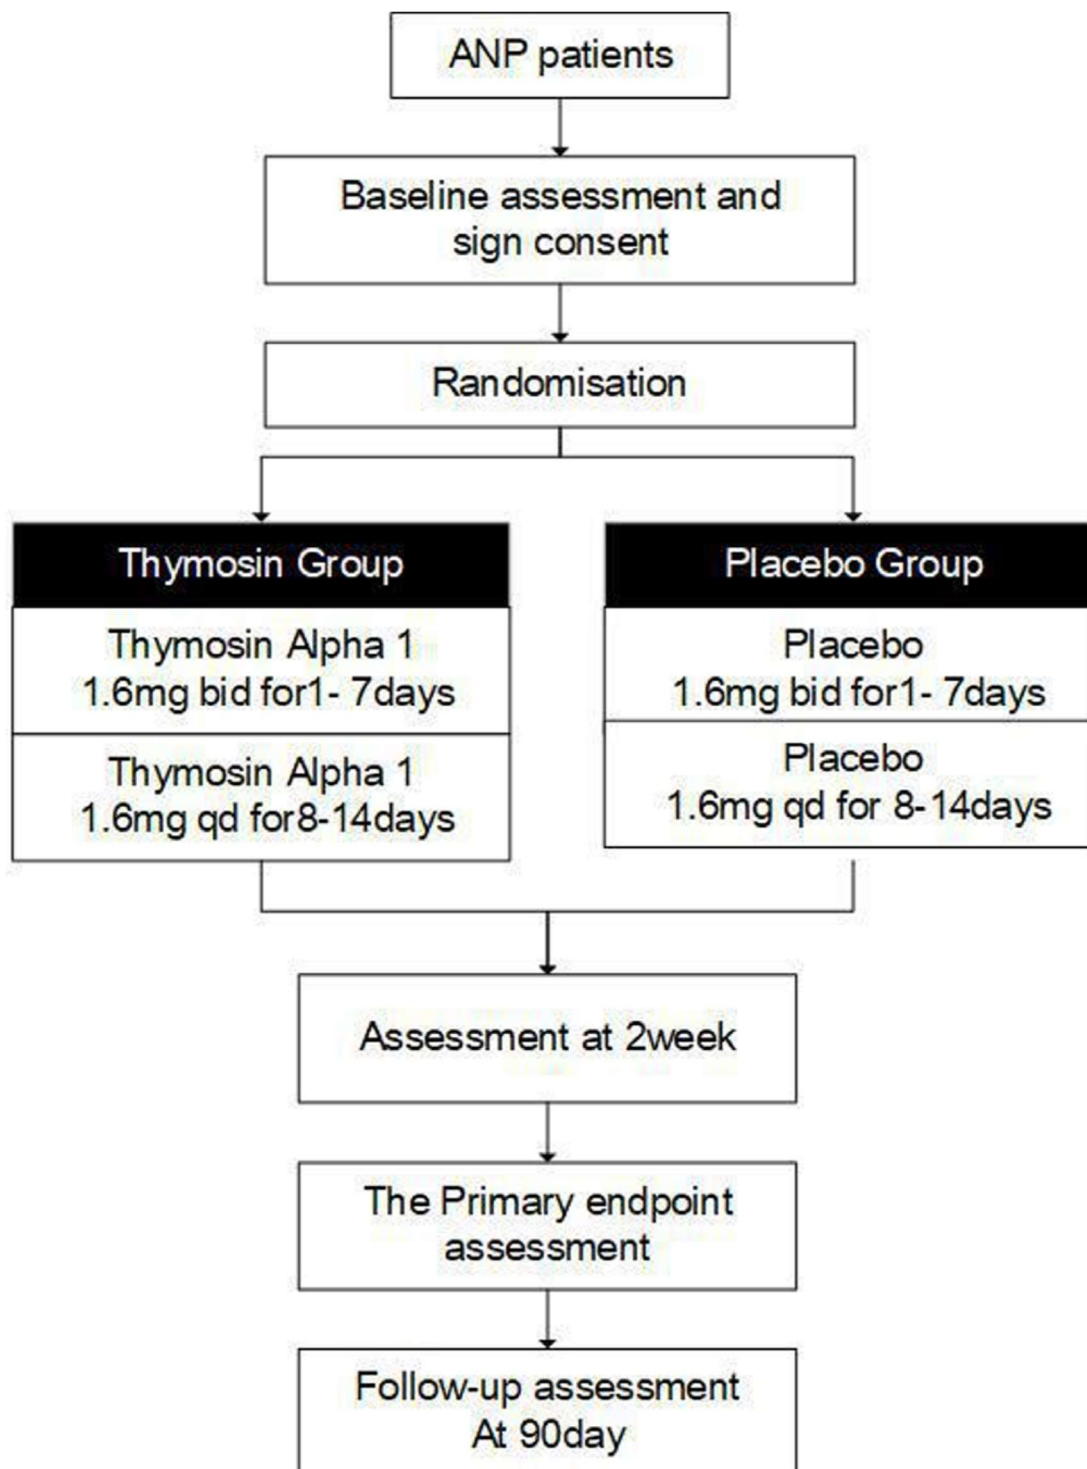 ANP patients
Baseline assessment and
sign consent
Randomisation
Thymosin Group
Thymosin Alpha 1
1.6mg bid for1- 7days
Thymosin Alpha 1
1.6mg qd for8-14days
Placebo Group
Placebo
1.6mg bid for1- 7days
Placebo
1.6mg qd for 8-14days
Assessment at 2week
The Primary endpoint
assessment
Follow-up assessment
At 90day